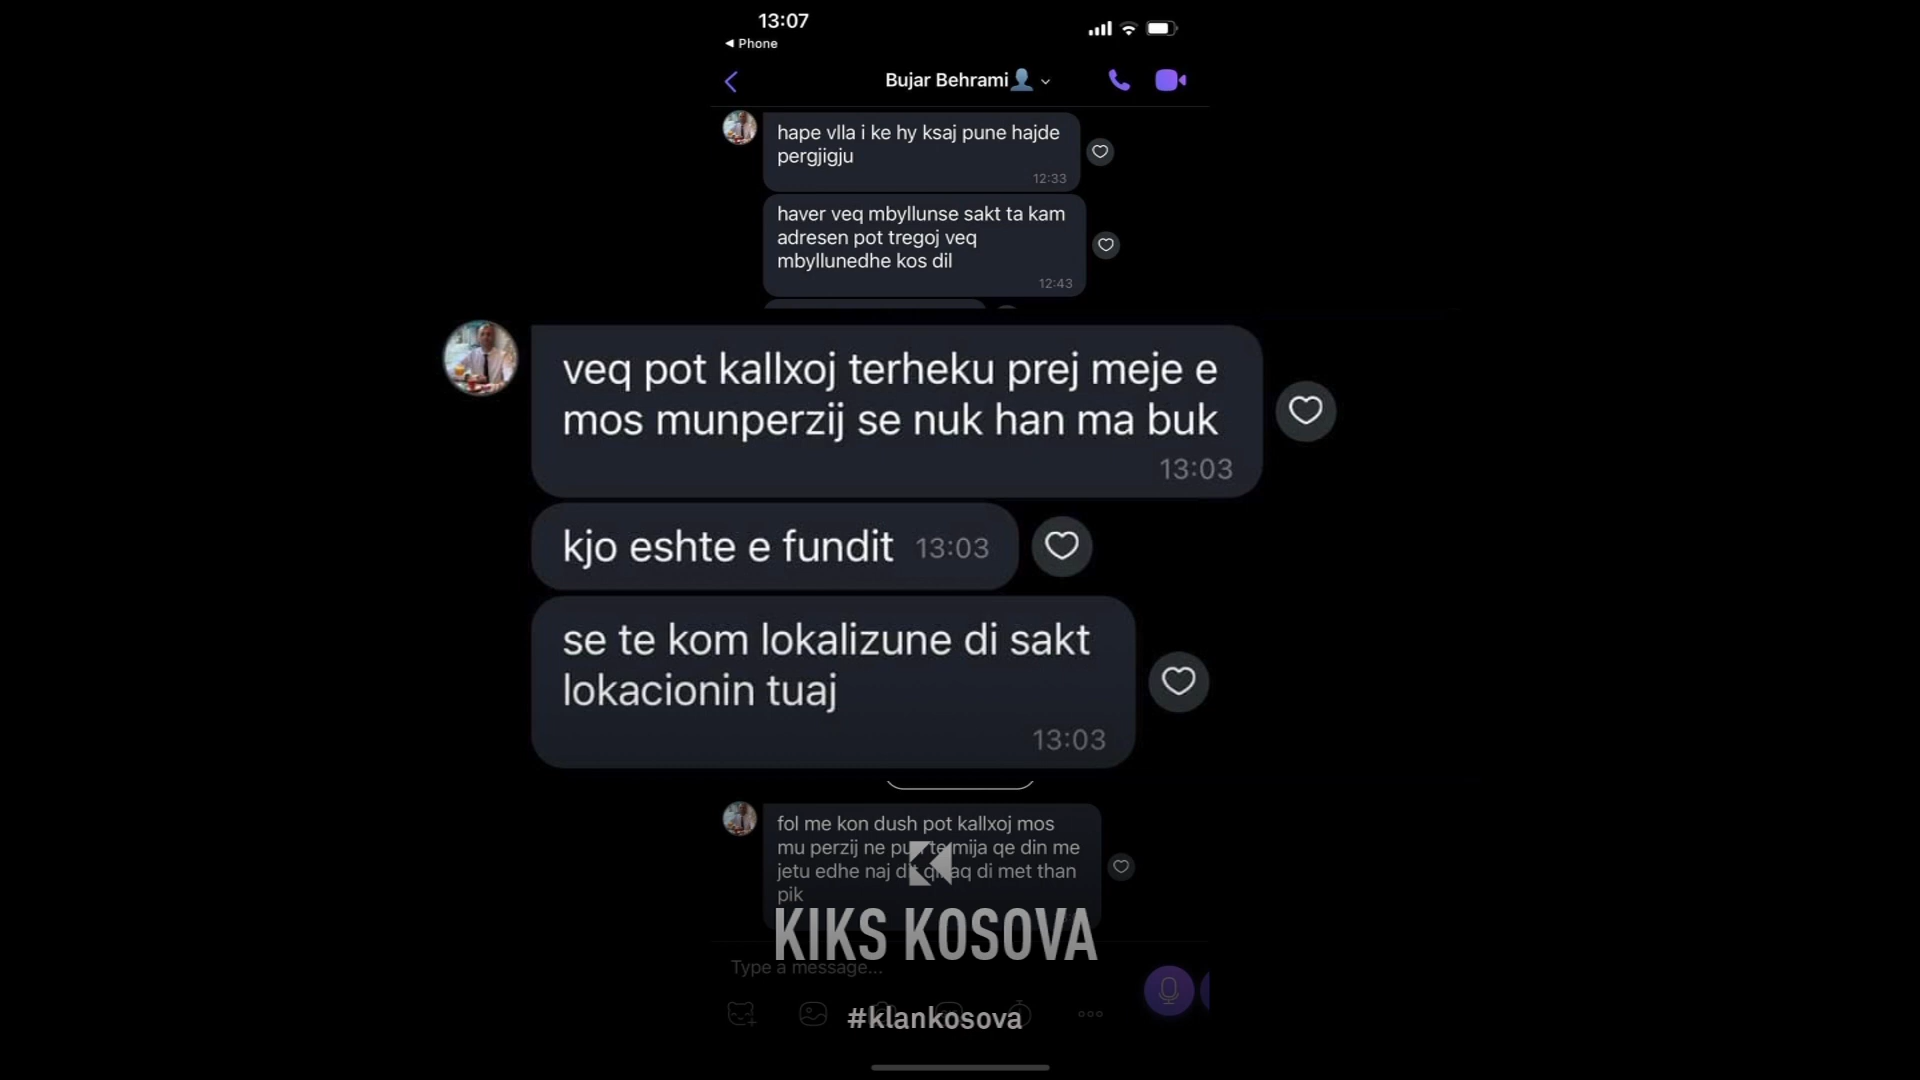 13:07
Phone
Bujar Behrami
hape vlla i ke hy ksaj pune hajde
pergjigju
12:33
haver veq mbyllunse sakt ta kam
adresen pot tregoj veq
mbyllunedhe kos dil
12:43
veq pot kallxoj terheku prej meje e
mos munperzij se nuk han ma buk
13:03
kjo eshte e fundit 13:03
se te kom lokalizune di sakt
lokacionin tuaj
13:03
fol me kon dush pot kallxoj mos
mu perzij ne te mija qe din me
jetu edhe naj di met than
pik
KIKS KOSOVA
Type a message...
#klankosova